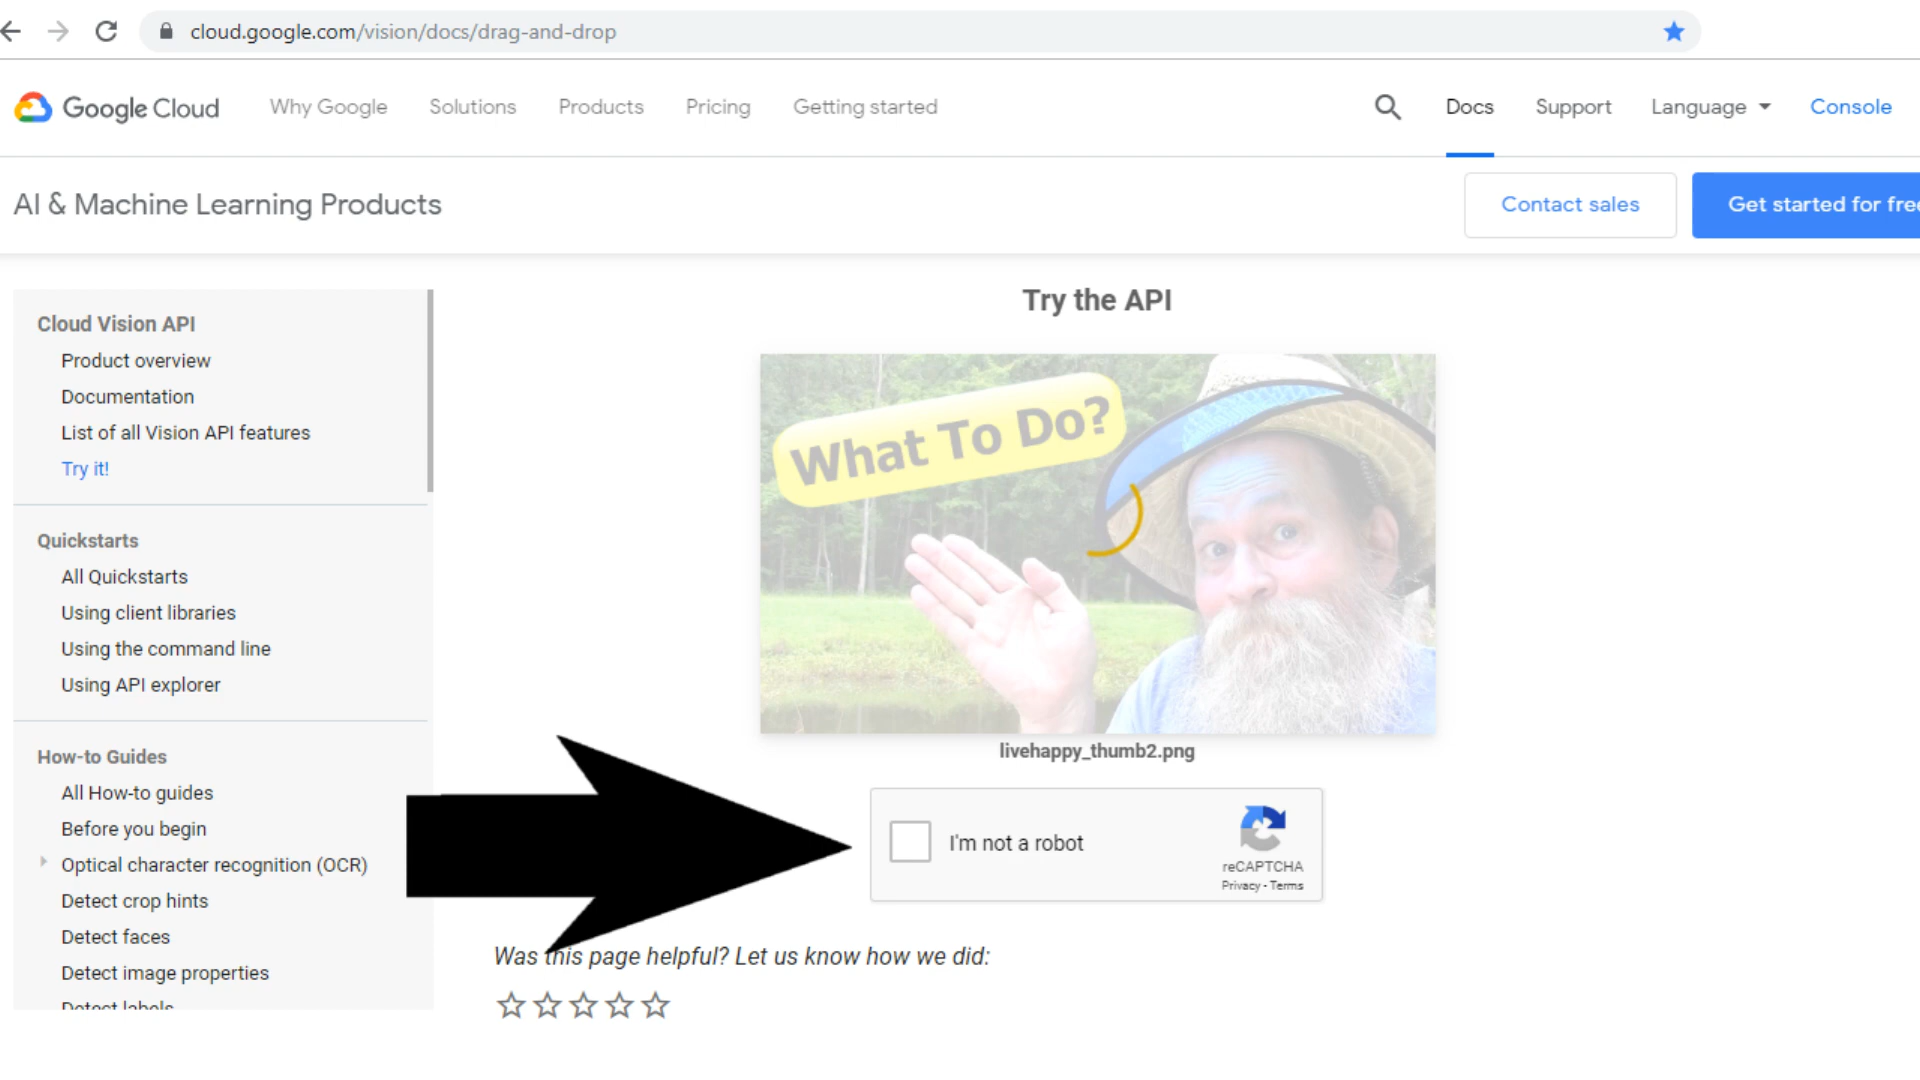 cloud.google.com/vision/docs/drag-and-drop
Google Cloud Why Google Solutions Products Pricing Getting started Docs Support Language Console
AI & Machine Learning Products Contact sales Get started for free
Cloud Vision API
Product overview
Documentation
List of all Vision API features
Try it!
Quickstarts
All Quickstarts
Using client libraries
Using the command line
Using API explorer
How-to Guides
All How-to guides
Before you begin
Optical character recognition (OCR)
Detect crop hints
Detect faces
Detect image properties
Detect labels
Try the API
What To Do?
livehappy_thumb2.png
I'm not a robot
reCAPTCHA
Privacy - Terms
Was this page helpful? Let us know how we did: